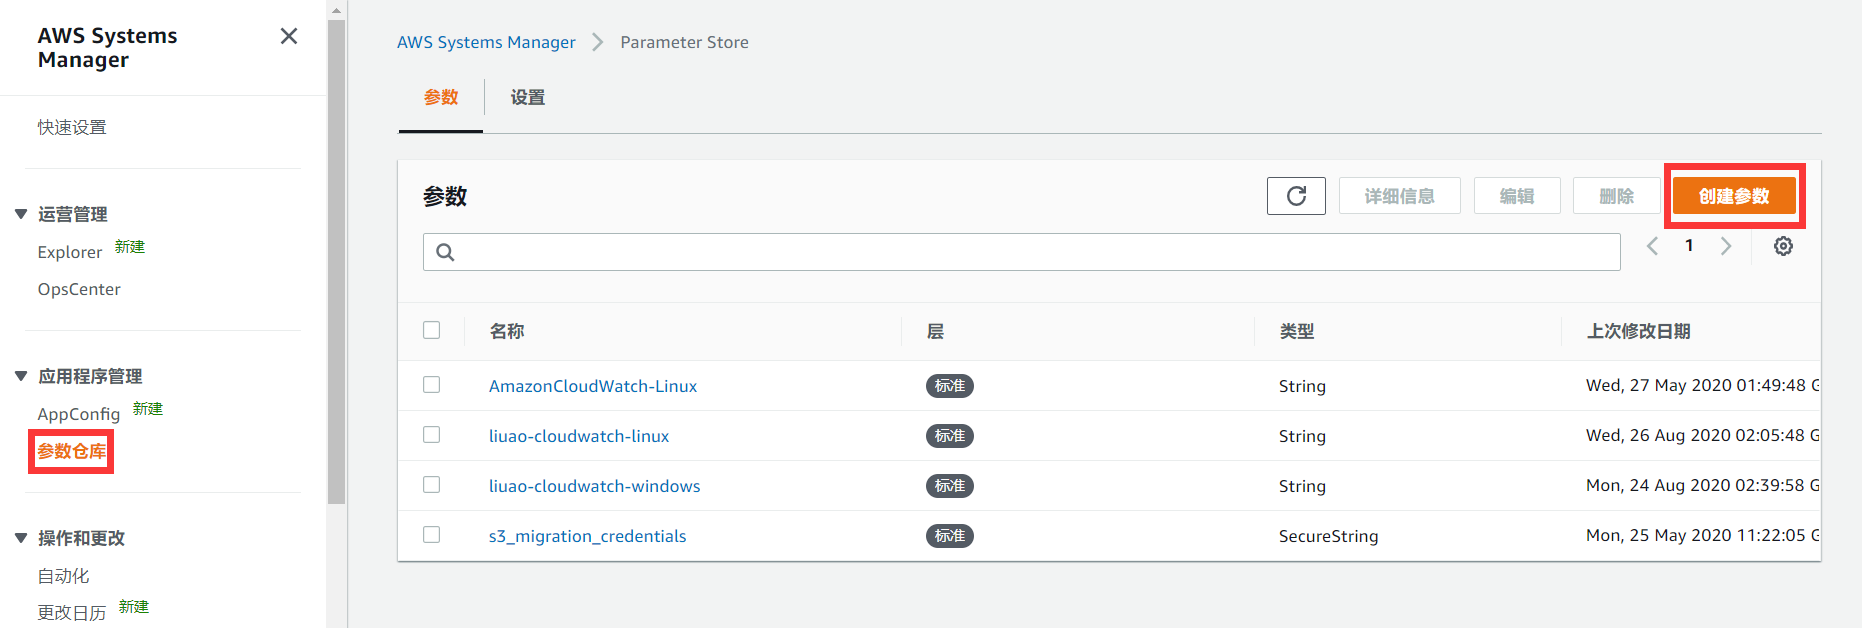 AWS Systems
Manager
快速设置
运营管理
Explorer 新建
OpsCenter
应用程序管理
AppConfig 新建
参数仓库
操作和更改
自动化
更改日历 新建
AWS Systems Manager > Parameter Store
参数 设置
参数 详细信息 编辑 删除 创建参数
1
名称 层 类型 上次修改日期
AmazonCloudWatch-Linux 标准 String Wed, 27 May 2020 01:49:48 G
liuao-cloudwatch-linux 标准 String Wed, 26 Aug 2020 02:05:48 G
liuao-cloudwatch-windows 标准 String Mon, 24 Aug 2020 02:39:58 G
s3_migration_credentials 标准 SecureString Mon, 25 May 2020 11:22:05 G